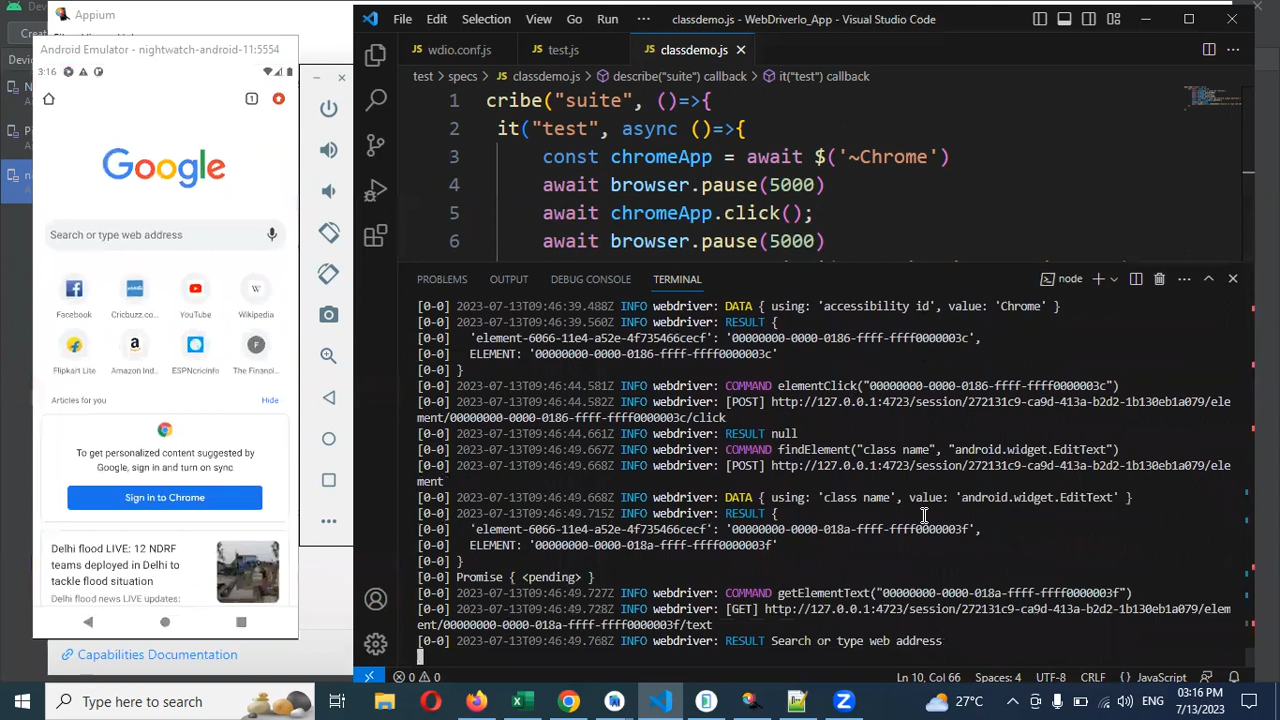 Appium
Android Emulator - nightwatch-android-11:5554
3:16
1
Google
Search or type web address
Facebook
Cricbuzz.co...
YouTube
Wikipedia
Flipkart Lite
Amazon Ind...
ESPNcricinfo
The Financi...
Articles for you
Hide
To get personalized content suggested by
Google, sign in and turn on sync
Sign in to Chrome
Delhi flood LIVE: 12 NDRF
teams deployed in Delhi to
tackle flood situation
Delhi flood news LIVE updates:
Capabilities Documentation
File Edit Selection View Go Run ··· classdemo.js - WebDriverIo_App - Visual Studio Code
wdio.conf.js test.js classdemo.js
test > specs > classdemo.js > describe("suite") callback > it("test") callback
1 cribe("suite", ()=>{
2 it("test", async ()=>{
3 const chromeApp = await $('~Chrome')
4 await browser.pause(5000)
5 await chromeApp.click();
6 await browser.pause(5000)
PROBLEMS OUTPUT DEBUG CONSOLE TERMINAL node
[0-0] 2023-07-13T09:46:39.488Z INFO webdriver: DATA { using: 'accessibility id', value: 'Chrome' }
[0-0] 2023-07-13T09:46:39.560Z INFO webdriver: RESULT {
[0-0] 'element-6066-11e4-a52e-4f735466cecf': '00000000-0000-0186-ffff-ffff0000003c',
[0-0] ELEMENT: '00000000-0000-0186-ffff-ffff0000003c'
[0-0] }
[0-0] 2023-07-13T09:46:44.581Z INFO webdriver: COMMAND elementClick("00000000-0000-0186-ffff-ffff0000003c")
[0-0] 2023-07-13T09:46:44.582Z INFO webdriver: [POST] http://127.0.0.1:4723/session/272131c9-ca9d-413a-b2d2-1b130eb1a079/ele
ment/00000000-0000-0186-ffff-ffff0000003c/click
[0-0] 2023-07-13T09:46:44.661Z INFO webdriver: RESULT null
[0-0] 2023-07-13T09:46:49.667Z INFO webdriver: COMMAND findElement("class name", "android.widget.EditText")
[0-0] 2023-07-13T09:46:49.668Z INFO webdriver: [POST] http://127.0.0.1:4723/session/272131c9-ca9d-413a-b2d2-1b130eb1a079/ele
ment
[0-0] 2023-07-13T09:46:49.668Z INFO webdriver: DATA { using: 'class name', value: 'android.widget.EditText' }
[0-0] 2023-07-13T09:46:49.715Z INFO webdriver: RESULT {
[0-0] 'element-6066-11e4-a52e-4f735466cecf': '00000000-0000-018a-ffff-ffff0000003f',
[0-0] ELEMENT: '00000000-0000-018a-ffff-ffff0000003f'
[0-0] }
[0-0] Promise { <pending> }
[0-0] 2023-07-13T09:46:49.727Z INFO webdriver: COMMAND getElementText("00000000-0000-018a-ffff-ffff0000003f")
[0-0] 2023-07-13T09:46:49.728Z INFO webdriver: [GET] http://127.0.0.1:4723/session/272131c9-ca9d-413a-b2d2-1b130eb1a079/elem
ent/00000000-0000-018a-ffff-ffff0000003f/text
[0-0] 2023-07-13T09:46:49.768Z INFO webdriver: RESULT Search or type web address
0 0 Ln 10, Col 66 Spaces: 4 UTF-8 CRLF {} JavaScript
Type here to search
27°C
ENG
03:16 PM
7/13/2023